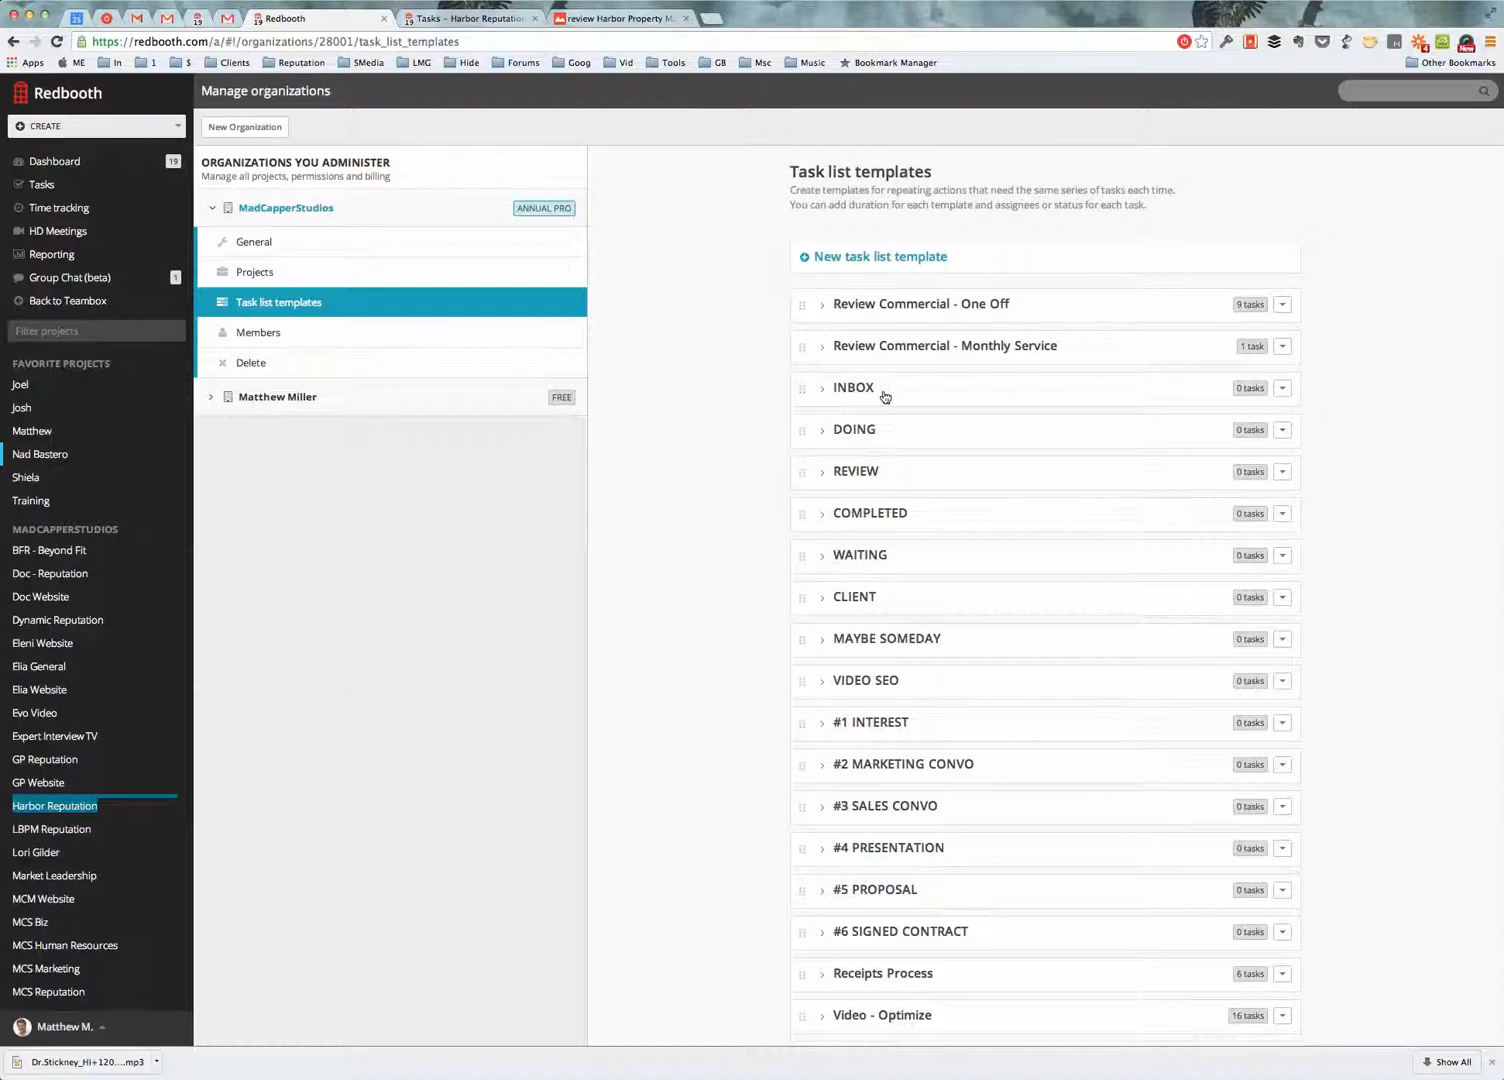 25
19
Redbooth
19
Tasks – Harbor Reputatio
review Harbor Property M
https://redbooth.com/a/#!/organizations/28001/task_list_templates
4
New
Apps
ME
In
1
$
Clients
Reputation
SMedia
LMG
Hide
Forums
Goog
Vid
Tools
GB
Msc
Music
Bookmark Manager
Other Bookmarks
Redbooth
Manage organizations
CREATE
New Organization
Dashboard 19
Tasks
Time tracking
HD Meetings
Reporting
Group Chat (beta) 1
Back to Teambox
Filter projects
FAVORITE PROJECTS
Joel
Josh
Matthew
Nad Bastero
Shiela
Training
MADCAPPERSTUDIOS
BFR - Beyond Fit
Doc - Reputation
Doc Website
Dynamic Reputation
Eleni Website
Elia General
Elia Website
Evo Video
Expert Interview TV
GP Reputation
GP Website
Harbor Reputation
LBPM Reputation
Lori Gilder
Market Leadership
MCM Website
MCS Biz
MCS Human Resources
MCS Marketing
MCS Reputation
Matthew M.
ORGANIZATIONS YOU ADMINISTER
Manage all projects, permissions and billing
MadCapperStudios ANNUAL PRO
General
Projects
Task list templates
Members
Delete
Matthew Miller FREE
Task list templates
Create templates for repeating actions that need the same series of tasks each time.
You can add duration for each template and assignees or status for each task.
New task list template
Review Commercial - One Off 9 tasks
Review Commercial - Monthly Service 1 task
INBOX 0 tasks
DOING 0 tasks
REVIEW 0 tasks
COMPLETED 0 tasks
WAITING 0 tasks
CLIENT 0 tasks
MAYBE SOMEDAY 0 tasks
VIDEO SEO 0 tasks
#1 INTEREST 0 tasks
#2 MARKETING CONVO 0 tasks
#3 SALES CONVO 0 tasks
#4 PRESENTATION 0 tasks
#5 PROPOSAL 0 tasks
#6 SIGNED CONTRACT 0 tasks
Receipts Process 6 tasks
Video - Optimize 16 tasks
Dr.Stickney_Hi+120....mp3
Show All